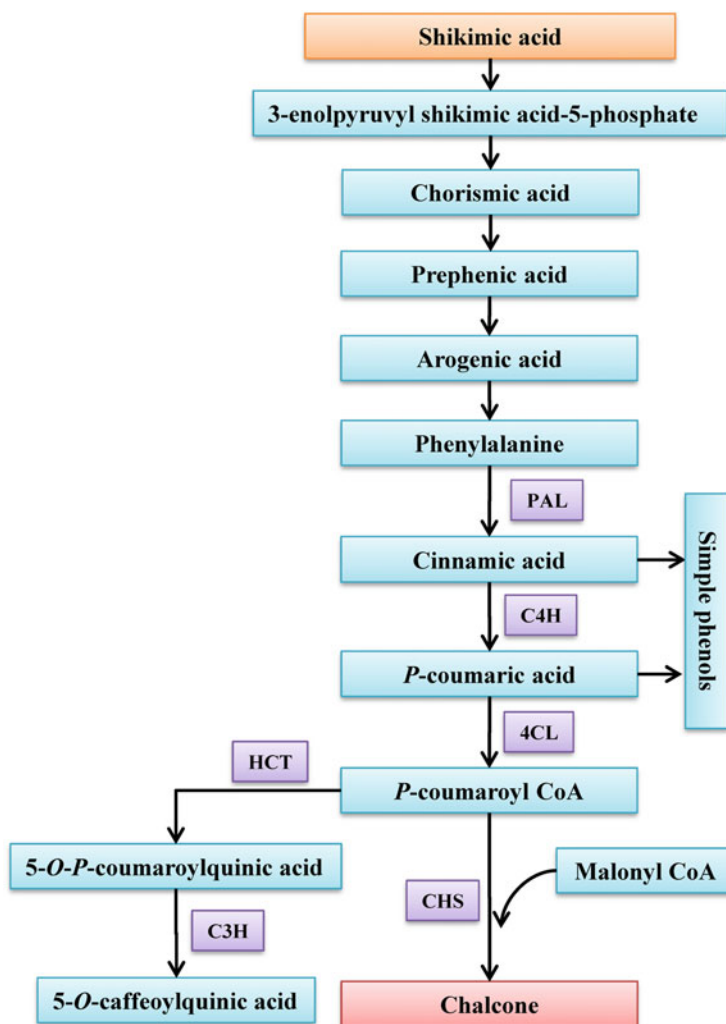 Shikimic acid
3-enolpyruvyl shikimic acid-5-phosphate
Chorismic acid
Prephenic acid
Arogenic acid
Phenylalanine
PAL
Cinnamic acid
Simple phenols
C4H
P-coumaric acid
4CL
HCT
P-coumaroyl CoA
5-O-P-coumaroylquinic acid
Malonyl CoA
CHS
C3H
5-O-caffeoylquinic acid
Chalcone